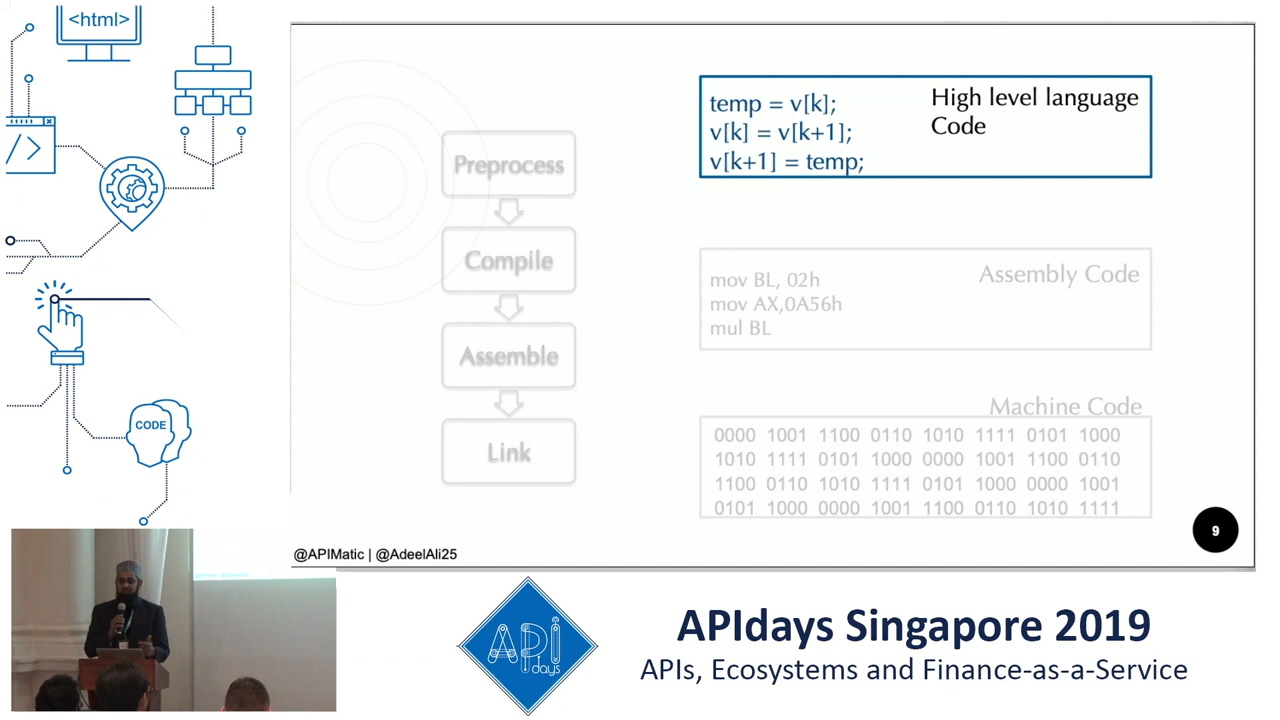 <html>
</>
CODE
Preprocess
Compile
Assemble
Link
temp = v[k];
v[k] = v[k+1];
v[k+1] = temp;
High level language
Code
mov BL, 02h
mov AX,0A56h
mul BL
Assembly Code
Machine Code
0000 1001 1100 0110 1010 1111 0101 1000
1010 1111 0101 1000 0000 1001 1100 0110
1100 0110 1010 1111 0101 1000 0000 1001
0101 1000 0000 1001 1100 0110 1010 1111
9
@APIMatic | @AdeelAli25
API
days
APIdays Singapore 2019
APIs, Ecosystems and Finance-as-a-Service